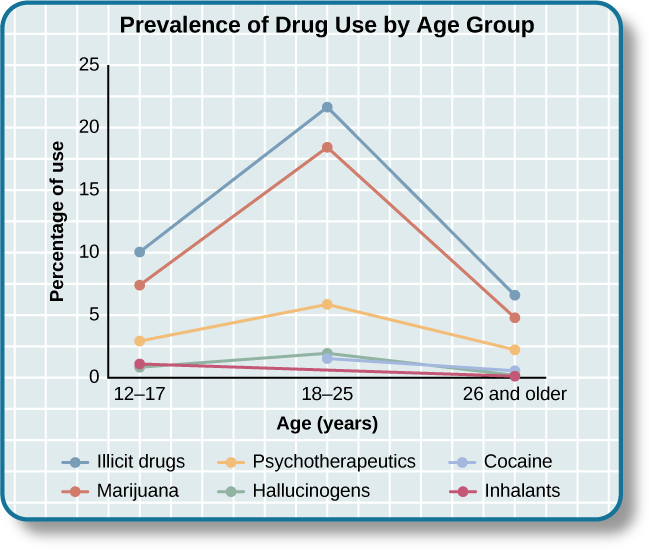 Prevalence of Drug Use by Age Group
Percentage of use
25
20
15
10
5
0
12–17 18–25 26 and older
Age (years)
Illicit drugs Psychotherapeutics Cocaine
Marijuana Hallucinogens Inhalants